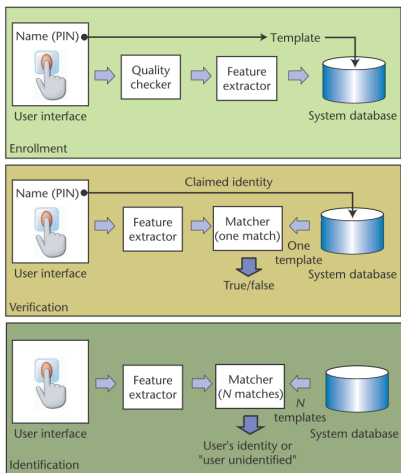 Name (PIN)
Template
Quality
checker
Feature
extractor
User interface
System database
Enrollment
Name (PIN)
Claimed identity
Feature
extractor
Matcher
(one match)
One
template
User interface
System database
True/false
Verification
Feature
extractor
Matcher
(N matches)
N
templates
User interface
System database
User's identity or
"user unidentified"
Identification